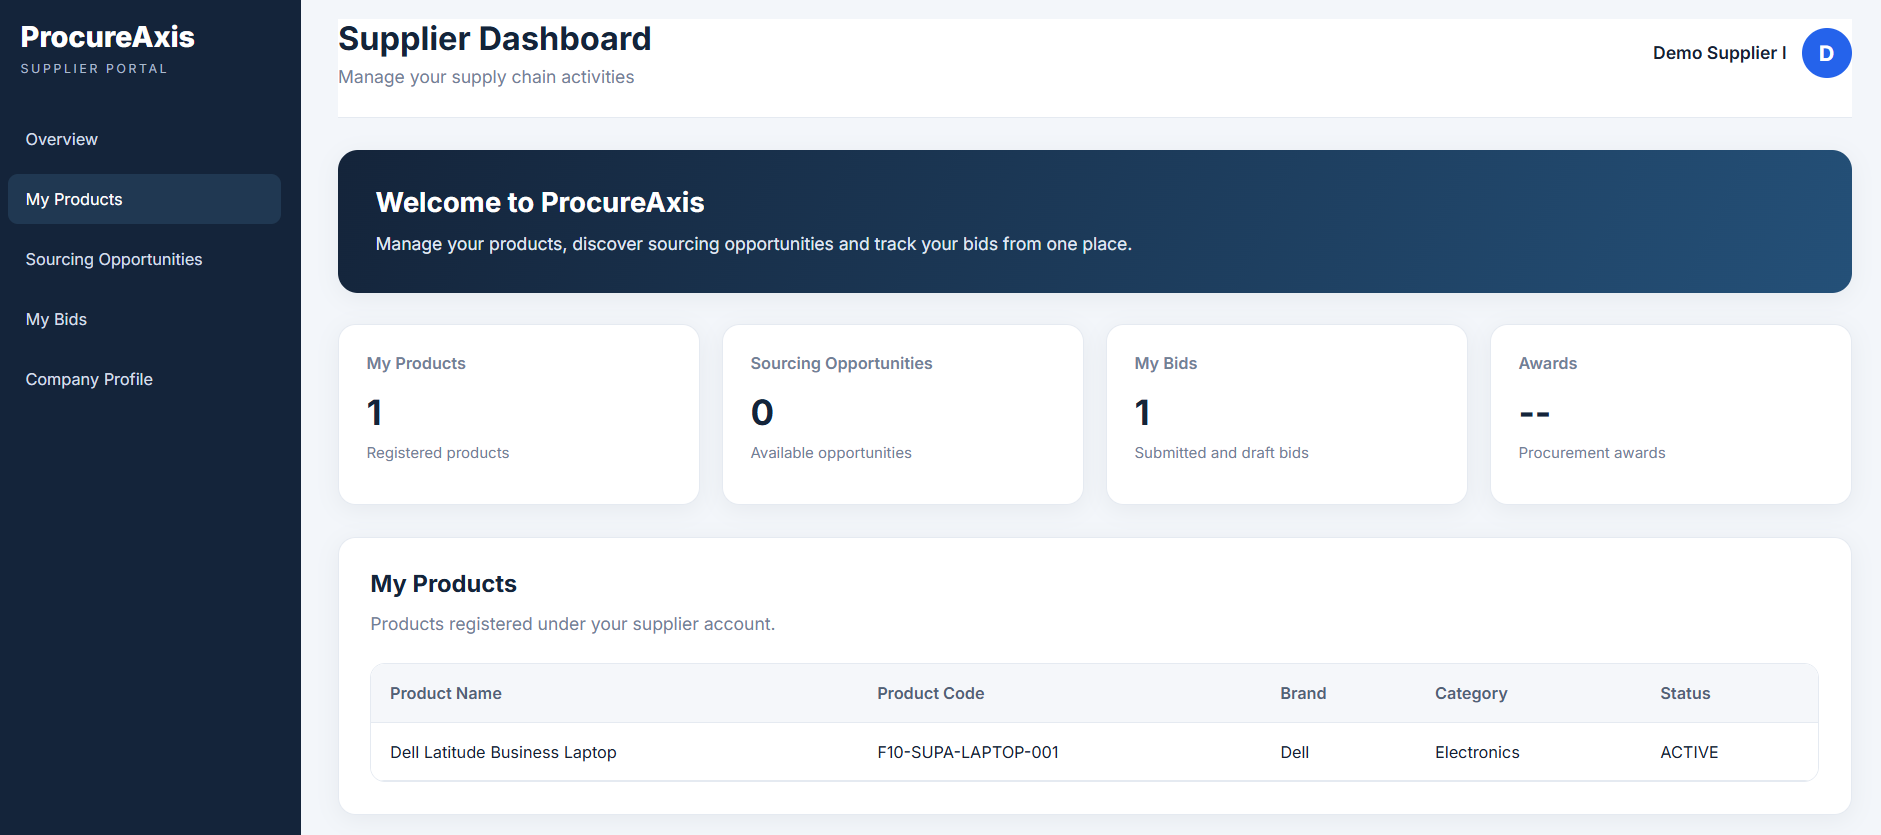 ProcureAxis
SUPPLIER PORTAL
Overview
My Products
Sourcing Opportunities
My Bids
Company Profile
Supplier Dashboard
Manage your supply chain activities
Demo Supplier I
D
Welcome to ProcureAxis
Manage your products, discover sourcing opportunities and track your bids from one place.
My Products
1
Registered products
Sourcing Opportunities
0
Available opportunities
My Bids
1
Submitted and draft bids
Awards
--
Procurement awards
My Products
Products registered under your supplier account.
Product Name Product Code Brand Category Status
Dell Latitude Business Laptop F10-SUPA-LAPTOP-001 Dell Electronics ACTIVE